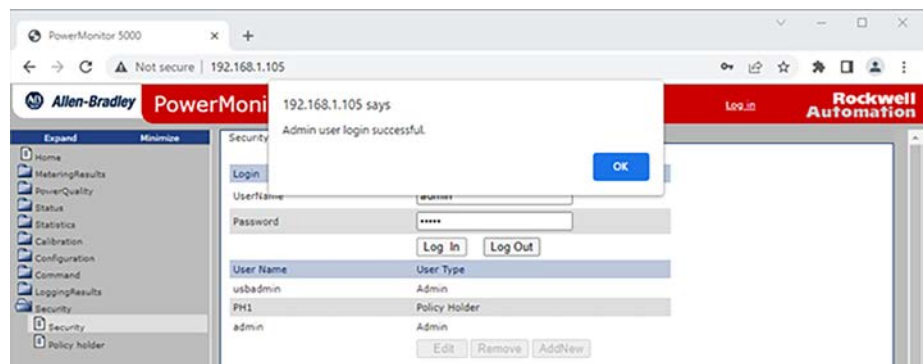 PowerMonitor 5000
Not secure | 192.168.1.105
Allen-Bradley PowerMoni
Log in
Rockwell
Automation
192.168.1.105 says
Admin user login successful.
OK
Expand Minimize
Home
MeteringResults
PowerQuality
Status
Statistics
Calibration
Configuration
Command
LoggingResults
Security
Security
Policy holder
Security
Login
UserName admin
Password •••••
Log In Log Out
User Name User Type
usbadmin Admin
PH1 Policy Holder
admin Admin
Edit Remove AddNew